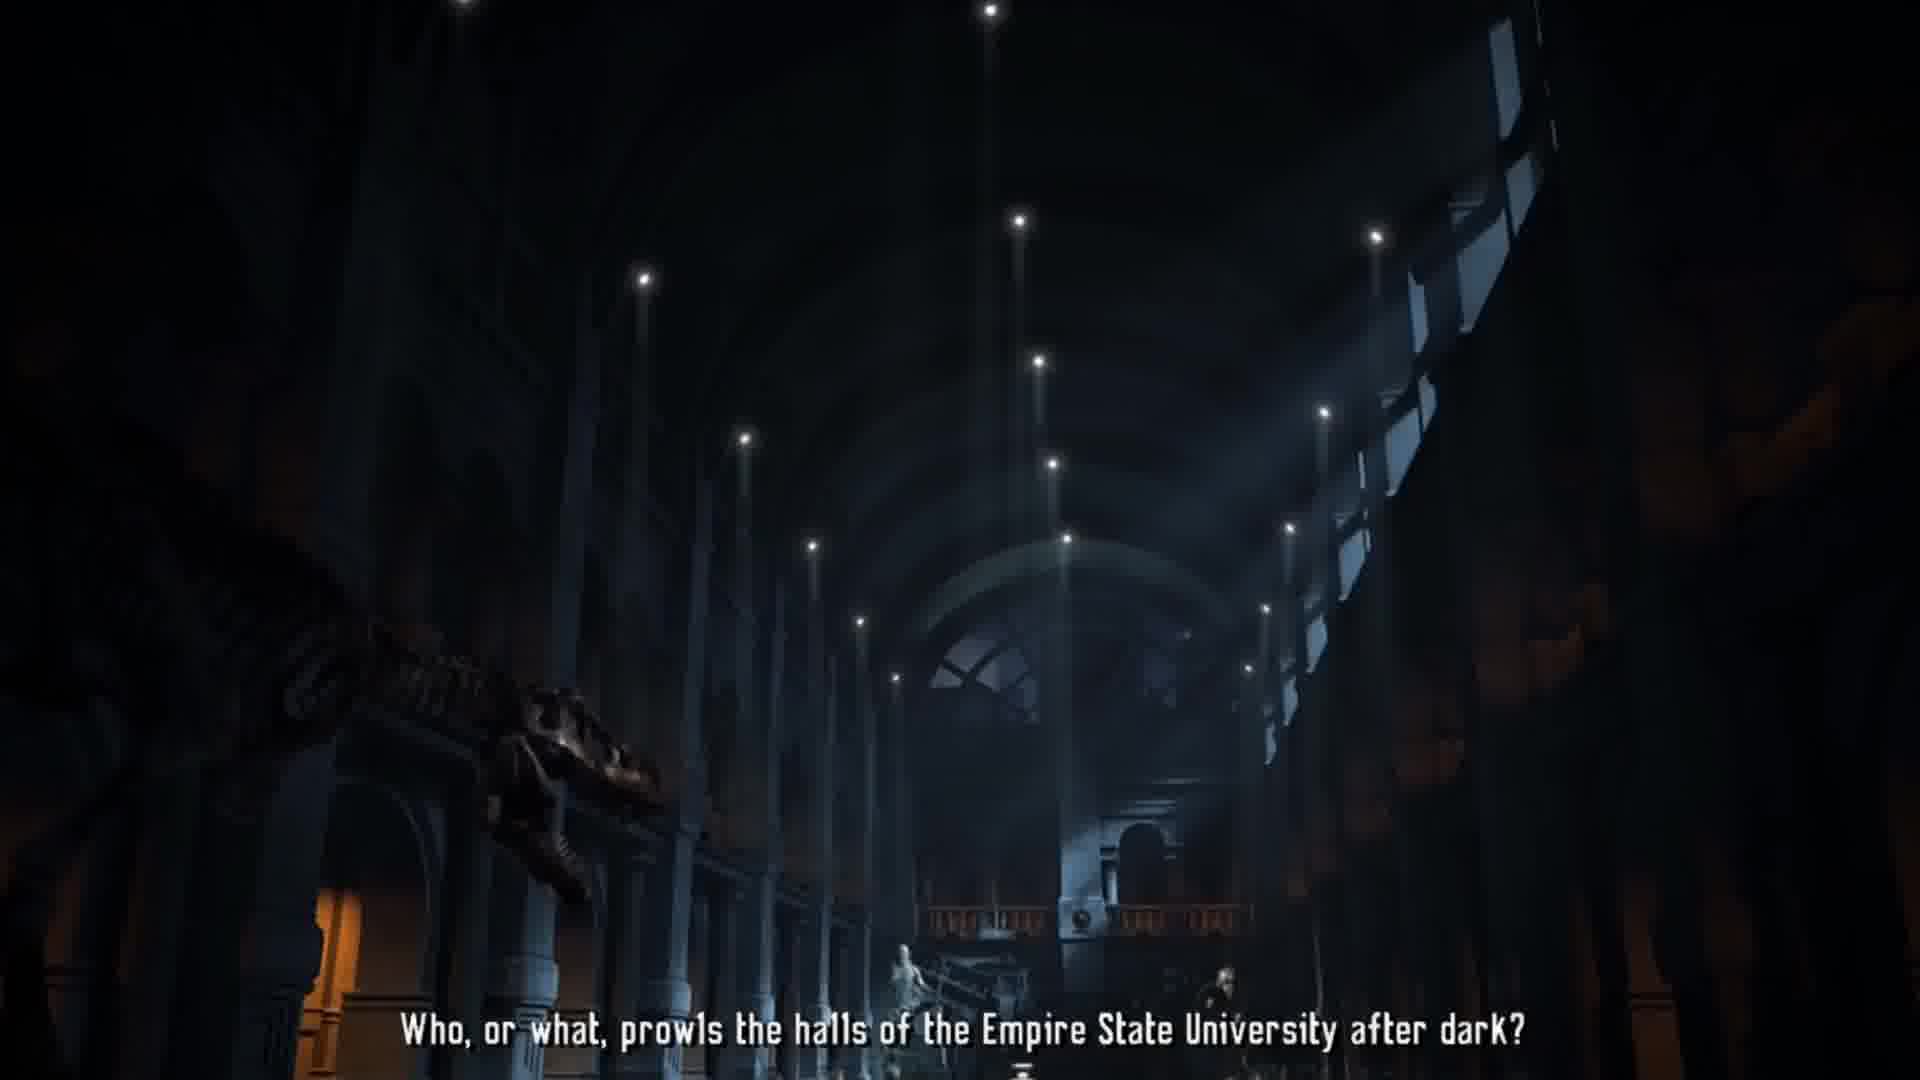 Who, or what, prowls the halls of the Empire State University after dark?